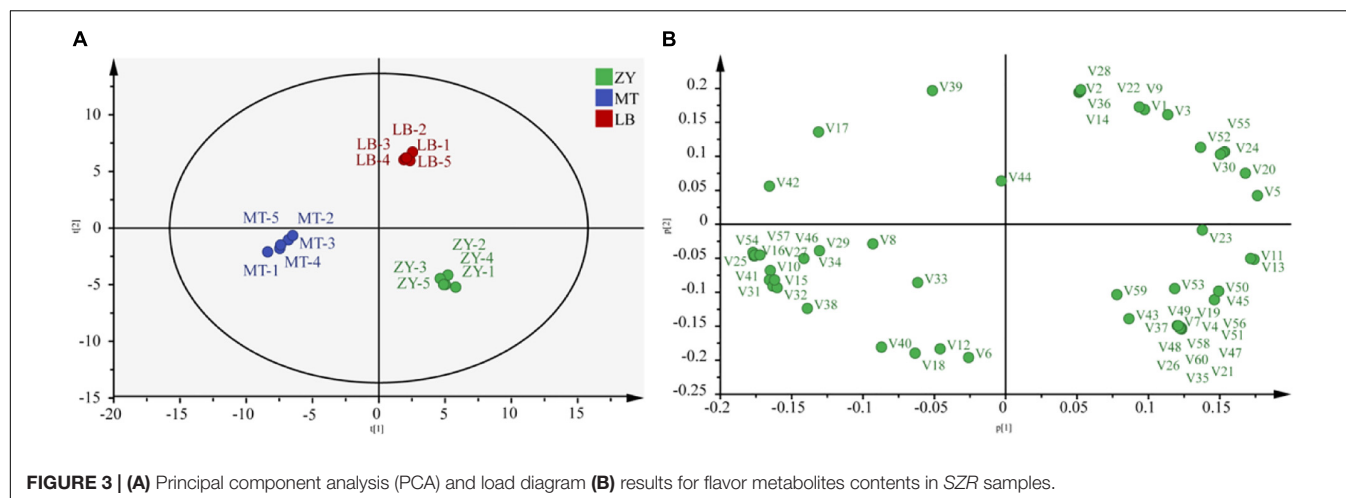 A
B
ZY
MT
LB
LB-2
LB-3
LB-1
LB-4
LB-5
MT-5
MT-2
MT-3
MT-1
MT-4
ZY-2
ZY-3
ZY-4
ZY-1
ZY-5
10
5
0
-5
-10
-15
-20
-15
-10
-5
0
5
10
15
t[2]
t[1]
0.2
0.15
0.1
0.05
0
-0.05
-0.1
-0.15
-0.2
-0.25
-0.2
-0.15
-0.1
-0.05
0
0.05
0.1
0.15
p[2]
p[1]
V28
V39
V2
V22
V9
V36
V1
V3
V14
V17
V55
V52
V24
V30
V20
V44
V42
V5
V23
V54
V57
V46
V29
V8
V25
V16
V27
V34
V11
V13
V41
V10
V15
V33
V31
V32
V38
V59
V53
V50
V45
V43
V49
V19
V37
V7
V4
V56
V51
V48
V58
V47
V26
V60
V35
V21
V40
V18
V12
V6
FIGURE 3 | (A) Principal component analysis (PCA) and load diagram (B) results for flavor metabolites contents in SZR samples.